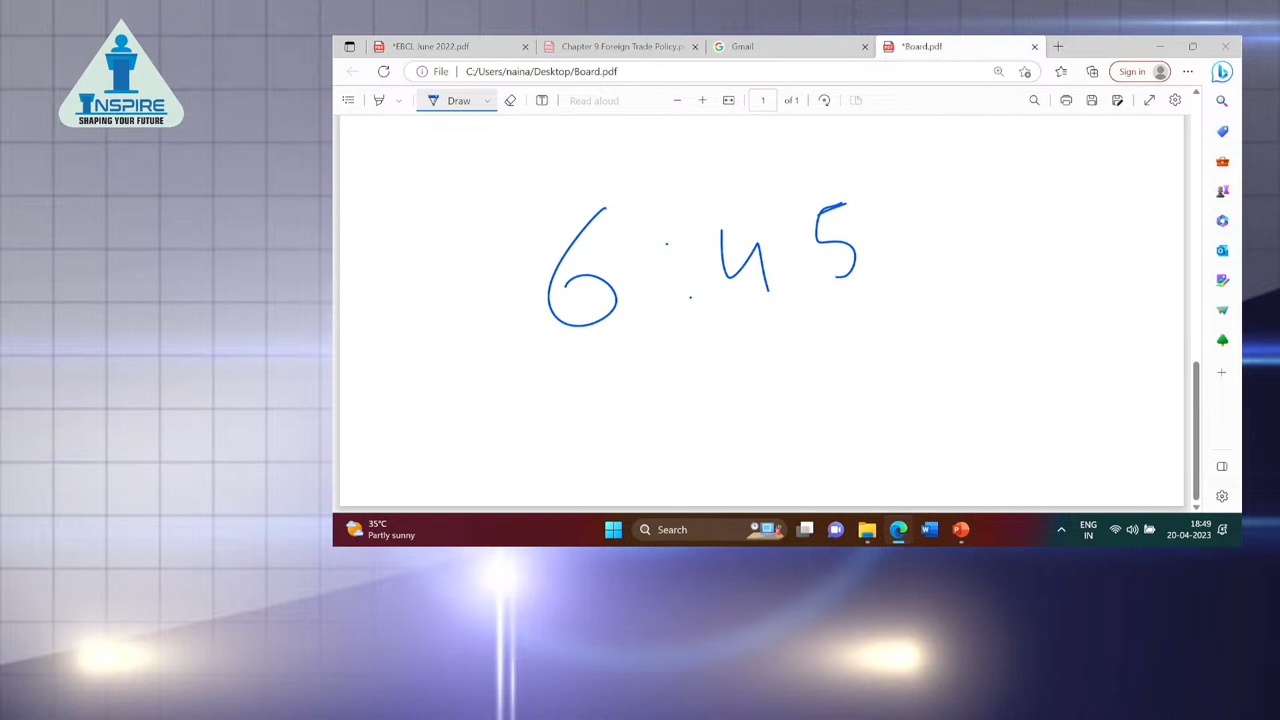 INSPIRE
SHAPING YOUR FUTURE
*EBCL June 2022.pdf
Chapter 9 Foreign Trade Policy.p
Gmail
*Board.pdf
File
C:/Users/naina/Desktop/Board.pdf
Sign in
Draw
Read aloud
1
of 1
6 : 45
35°C
Partly sunny
Search
ENG
IN
18:49
20-04-2023